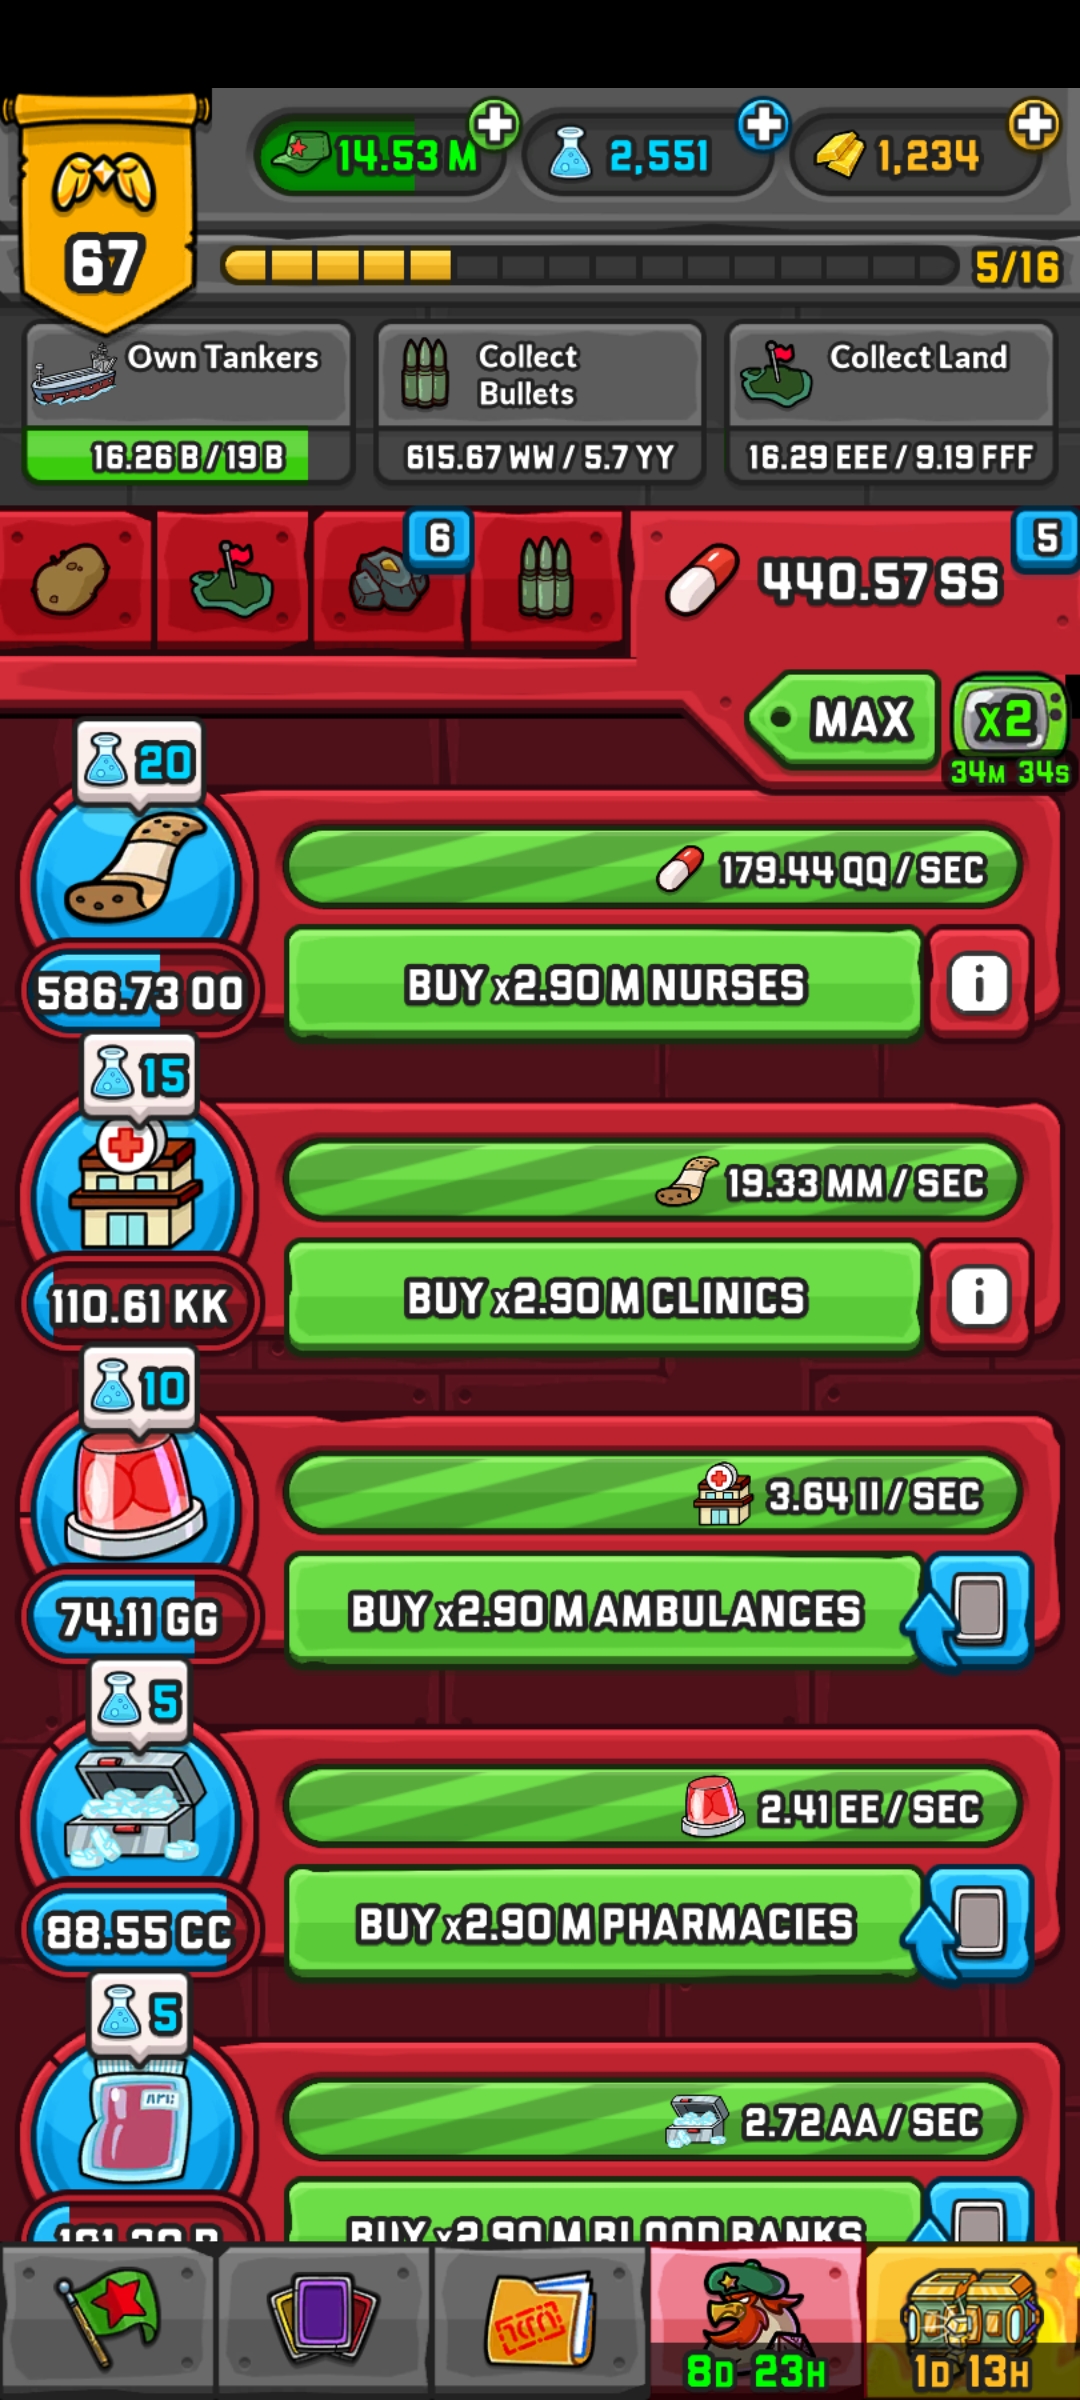 14.53 M
2,551
1,234
67
5/16
Own Tankers
16.26 B / 19 B
Collect
Bullets
615.67 WW / 5.7 YY
Collect Land
16.29 EEE / 9.19 FFF
6
440.57 SS
5
MAX
x2
34M 34S
20
179.44 QQ / SEC
586.73 OO
BUY x2.90 M NURSES
i
15
19.33 MM / SEC
110.61 KK
BUY x2.90 M CLINICS
i
10
3.64 II / SEC
74.11 GG
BUY x2.90 M AMBULANCES
5
2.41 EE / SEC
88.55 CC
BUY x2.90 M PHARMACIES
5
2.72 AA / SEC
BUY x2.90 M BLOOD BANKS
8D 23H
1D 13H